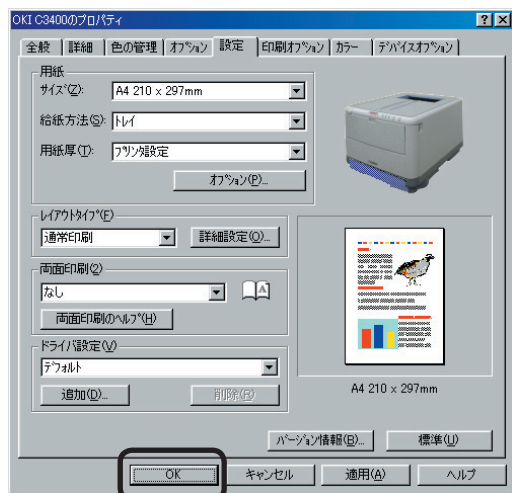 OKI C3400のプロパティ
全般 詳細 色の管理 オプション 設定 印刷オプション カラー デバイスオプション
用紙
サイズ(Z): A4 210 x 297mm
給紙方法(S): トレイ
用紙厚(T): プリンタ設定
オプション(P)...
レイアウトタイプ(E)
通常印刷 詳細設定(O)...
両面印刷(2)
なし
両面印刷のヘルプ(H)
ドライバ設定(V)
デフォルト
追加(D)... 削除(R)
A4 210 x 297mm
バージョン情報(B)... 標準(U)
OK キャンセル 適用(A) ヘルプ